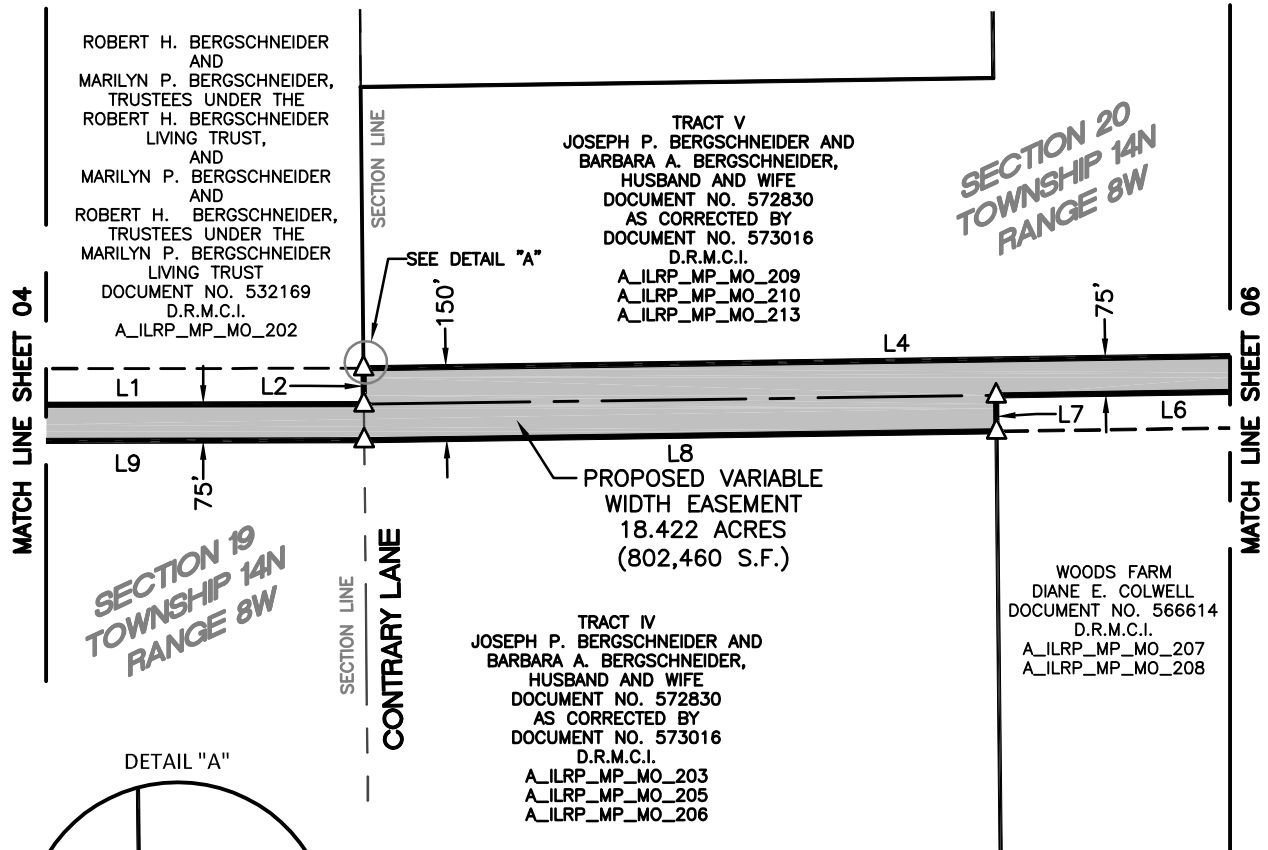 ROBERT H. BERGSCHNEIDER
AND
MARILYN P. BERGSCHNEIDER,
TRUSTEES UNDER THE
ROBERT H. BERGSCHNEIDER
LIVING TRUST,
AND
MARILYN P. BERGSCHNEIDER
AND
ROBERT H. BERGSCHNEIDER,
TRUSTEES UNDER THE
MARILYN P. BERGSCHNEIDER
LIVING TRUST
DOCUMENT NO. 532169
D.R.M.C.I.
A_ILRP_MP_MO_202
SECTION LINE
TRACT V
JOSEPH P. BERGSCHNEIDER AND
BARBARA A. BERGSCHNEIDER,
HUSBAND AND WIFE
DOCUMENT NO. 572830
AS CORRECTED BY
DOCUMENT NO. 573016
D.R.M.C.I.
A_ILRP_MP_MO_209
A_ILRP_MP_MO_210
A_ILRP_MP_MO_213
SECTION 20
TOWNSHIP 14N
RANGE 8W
SEE DETAIL "A"
150'
75'
MATCH LINE SHEET 04
MATCH LINE SHEET 06
L4
L1
L2
L7
L6
L9
L8
75'
PROPOSED VARIABLE
WIDTH EASEMENT
18.422 ACRES
(802,460 S.F.)
SECTION 19
TOWNSHIP 14N
RANGE 8W
SECTION LINE
CONTRARY LANE
WOODS FARM
DIANE E. COLWELL
DOCUMENT NO. 566614
D.R.M.C.I.
A_ILRP_MP_MO_207
A_ILRP_MP_MO_208
TRACT IV
JOSEPH P. BERGSCHNEIDER AND
BARBARA A. BERGSCHNEIDER,
HUSBAND AND WIFE
DOCUMENT NO. 572830
AS CORRECTED BY
DOCUMENT NO. 573016
D.R.M.C.I.
A_ILRP_MP_MO_203
A_ILRP_MP_MO_205
A_ILRP_MP_MO_206
DETAIL "A"